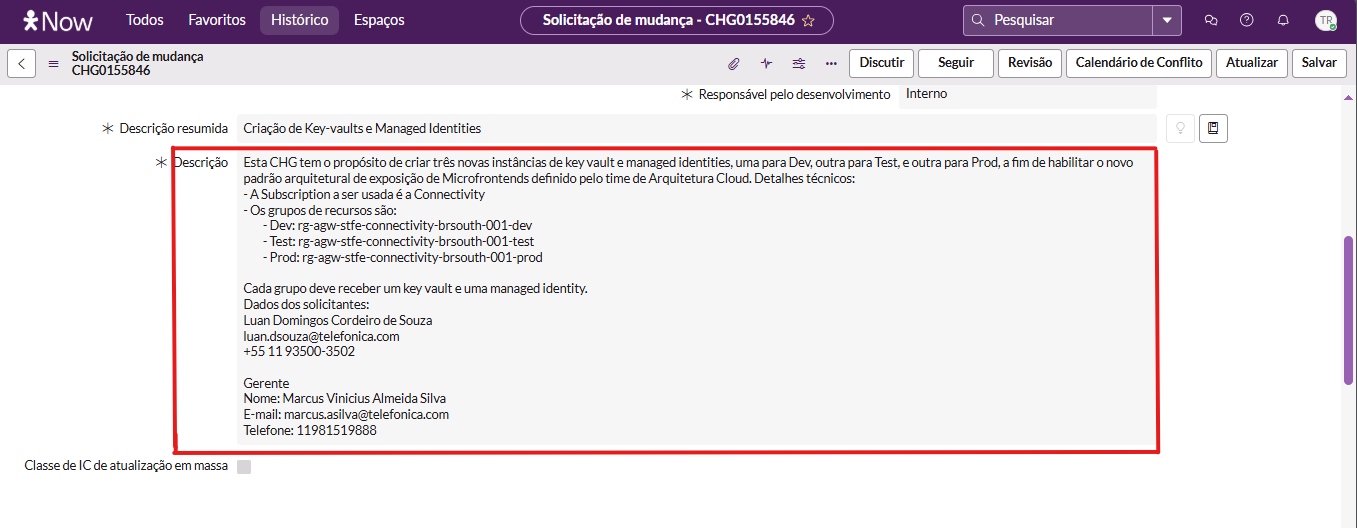 Now Todos Favoritos Histórico Espaços Solicitação de mudança - CHG0155846 Pesquisar TR
Solicitação de mudança
CHG0155846
Discutir Seguir Revisão Calendário de Conflito Atualizar Salvar
Responsável pelo desenvolvimento Interno
Descrição resumida Criação de Key-vaults e Managed Identities
Descrição Esta CHG tem o propósito de criar três novas instâncias de key vault e managed identities, uma para Dev, outra para Test, e outra para Prod, a fim de habilitar o novo
padrão arquitetural de exposição de Microfrontends definido pelo time de Arquitetura Cloud. Detalhes técnicos:
- A Subscription a ser usada é a Connectivity
- Os grupos de recursos são:
- Dev: rg-agw-stfe-connectivity-brsouth-001-dev
- Test: rg-agw-stfe-connectivity-brsouth-001-test
- Prod: rg-agw-stfe-connectivity-brsouth-001-prod
Cada grupo deve receber um key vault e uma managed identity.
Dados dos solicitantes:
Luan Domingos Cordeiro de Souza
luan.dsouza@telefonica.com
+55 11 93500-3502
Gerente
Nome: Marcus Vinicius Almeida Silva
E-mail: marcus.asilva@telefonica.com
Telefone: 11981519888
Classe de IC de atualização em massa